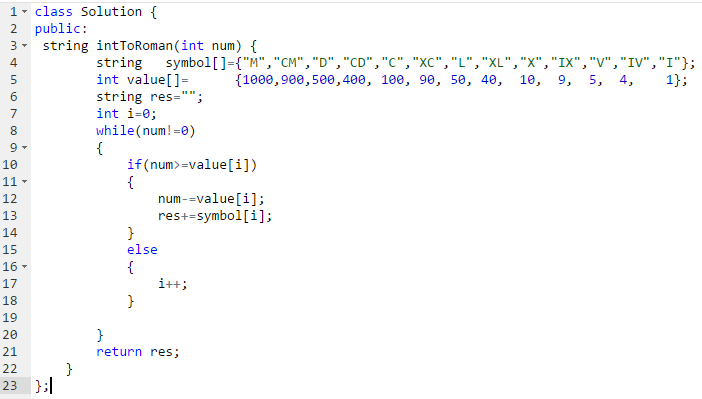 1 class Solution {
2 public:
3  string intToRoman(int num) {
4         string   symbol[]={"M","CM","D","CD","C","XC","L","XL","X","IX","V","IV","I"};
5         int value[]=      {1000,900,500,400, 100, 90, 50, 40,  10,  9,  5,  4,    1};
6         string res="";
7         int i=0;
8         while(num!=0)
9         {
10             if(num>=value[i])
11             {
12                 num-=value[i];
13                 res+=symbol[i];
14             }
15             else
16             {
17                 i++;
18             }
19
20         }
21         return res;
22     }
23 };